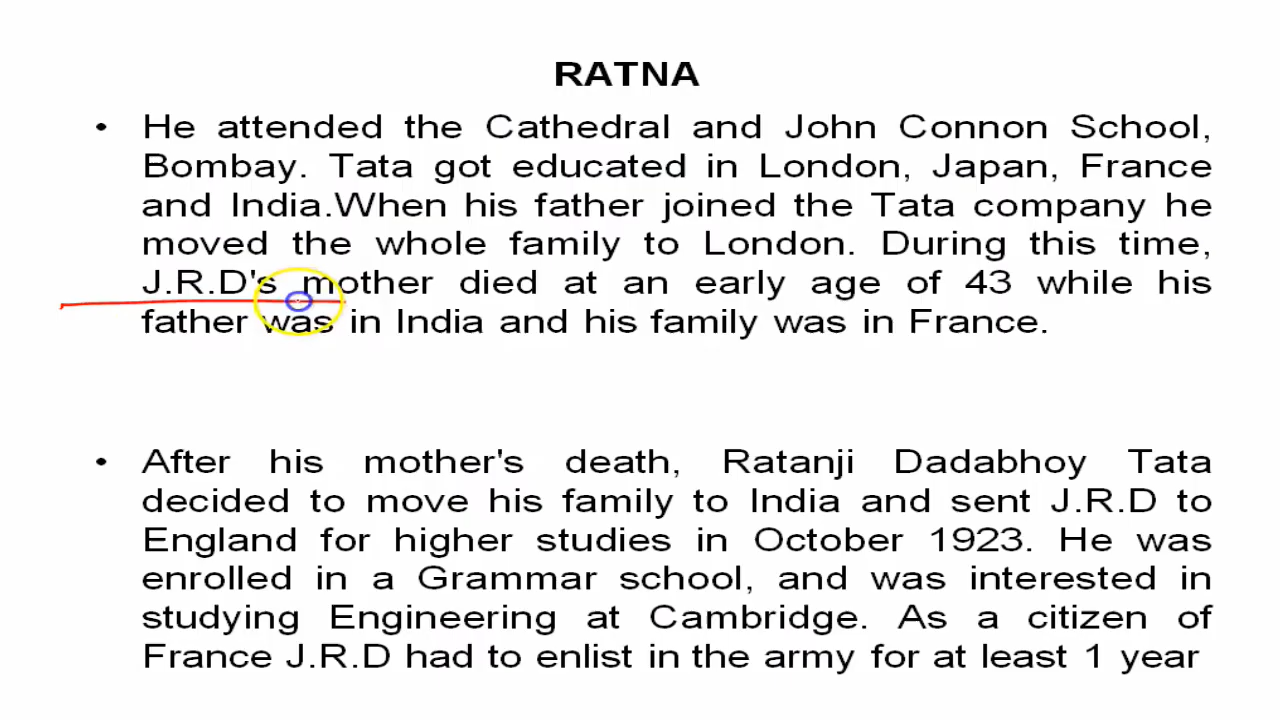 RATNA
• He attended the Cathedral and John Connon School,
Bombay. Tata got educated in London, Japan, France
and India.When his father joined the Tata company he
moved the whole family to London. During this time,
J.R.D's mother died at an early age of 43 while his
father was in India and his family was in France.
• After his mother's death, Ratanji Dadabhoy Tata
decided to move his family to India and sent J.R.D to
England for higher studies in October 1923. He was
enrolled in a Grammar school, and was interested in
studying Engineering at Cambridge. As a citizen of
France J.R.D had to enlist in the army for at least 1 year